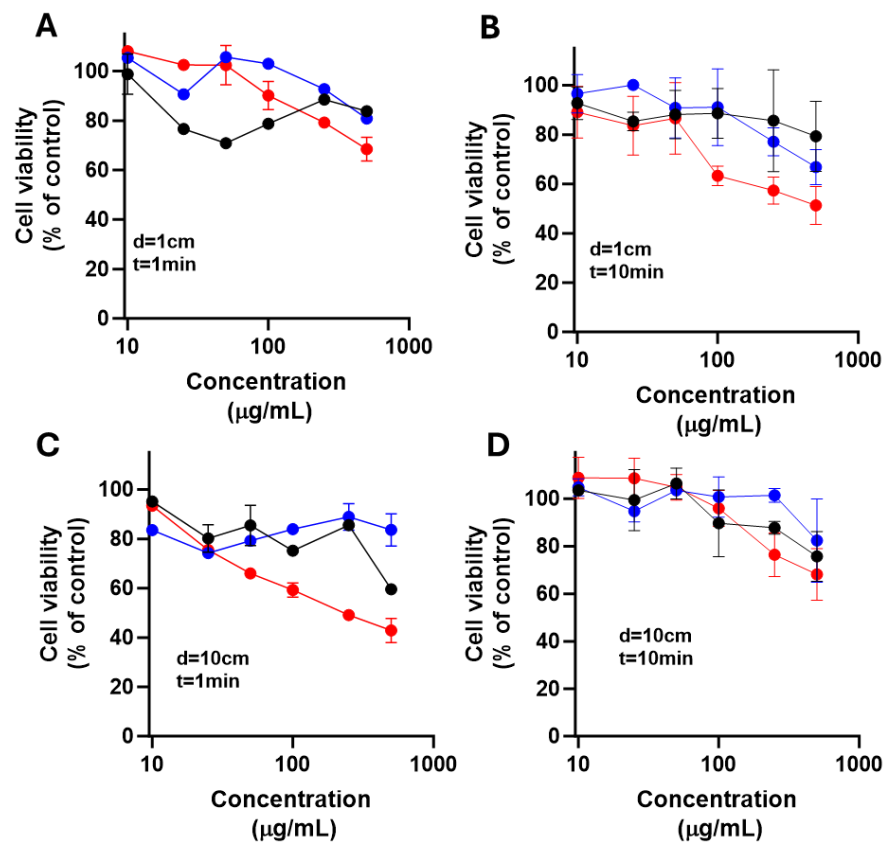 A
Cell viability
(% of control)
100
80
60
40
20
0
d=1cm
t=1min
10
100
1000
Concentration
(μg/mL)
B
Cell viability
(% of control)
100
80
60
40
20
0
d=1cm
t=10min
10
100
1000
Concentration
(μg/mL)
C
Cell viability
(% of control)
100
80
60
40
20
0
d=10cm
t=1min
10
100
1000
Concentration
(μg/mL)
D
Cell viability
(% of control)
100
80
60
40
20
0
d=10cm
t=10min
10
100
1000
Concentration
(μg/mL)